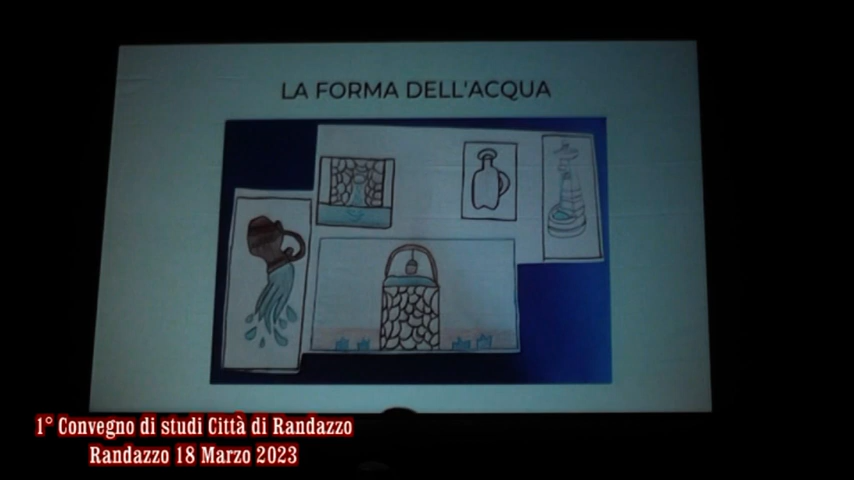 LA FORMA DELL'ACQUA
1° Convegno di studi Città di Randazzo
Randazzo 18 Marzo 2023